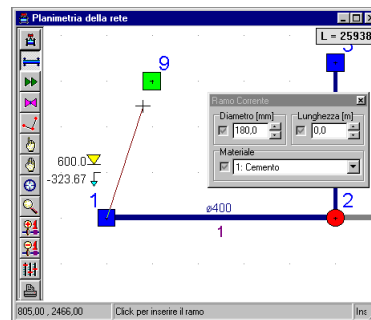 Planimetria della rete
L = 25938
9
3
Ramo Corrente
Diametro [mm]
Lunghezza [m]
180,0
0,0
Materiale
1: Cemento
600.0
-323.67
1
ø400
2
1
805,00 , 2466,00
Click per inserire il ramo
Ins